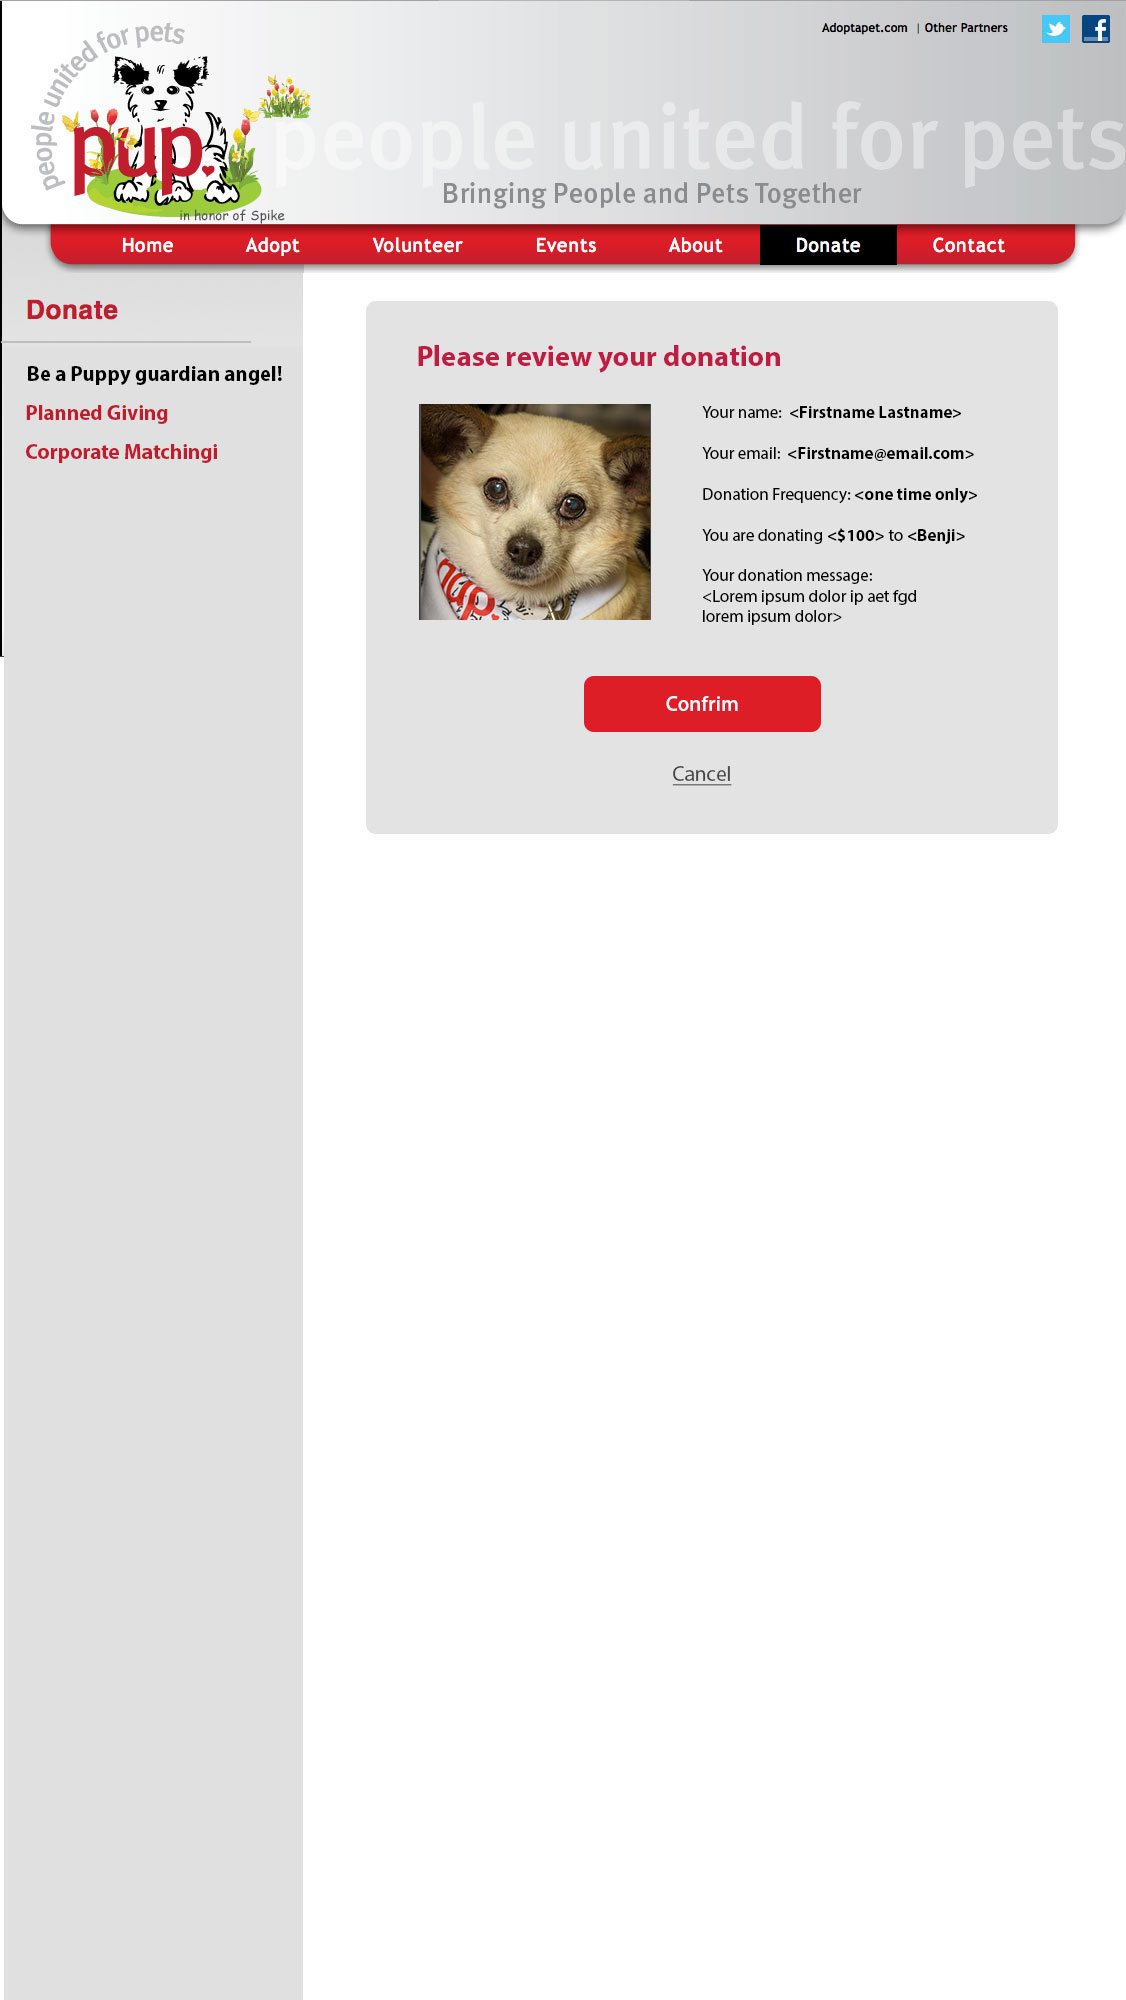 people united for pets
Adoptapet.com | Other Partners
pup.
people united for pets
Bringing People and Pets Together
in honor of Spike
Home Adopt Volunteer Events About Donate Contact
Donate
Be a Puppy guardian angel!
Planned Giving
Corporate Matchingi
Please review your donation
pup.
Your name: <Firstname Lastname>
Your email: <Firstname@email.com>
Donation Frequency: <one time only>
You are donating <$100> to <Benji>
Your donation message:
<Lorem ipsum dolor ip aet fgd
lorem ipsum dolor>
Confrim
Cancel